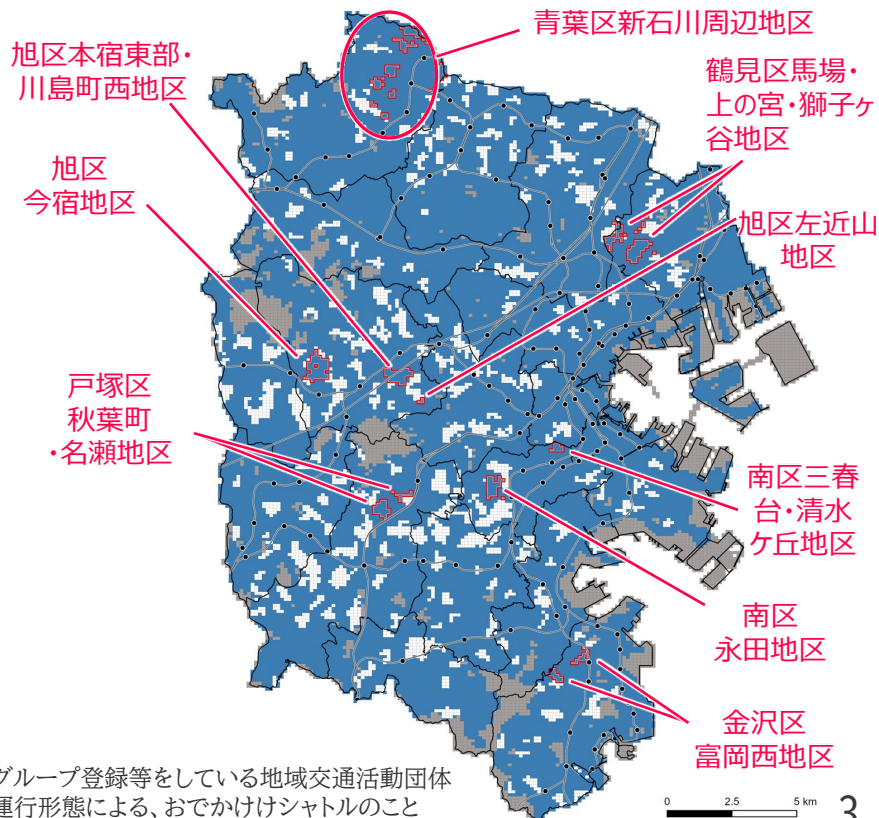 青葉区新石川周辺地区
旭区本宿東部・
川島町西地区
鶴見区馬場・
上の宮・獅子ヶ
谷地区
旭区
今宿地区
旭区左近山
地区
戸塚区
秋葉町
・名瀬地区
南区三春
台・清水
ケ丘地区
南区
永田地区
金沢区
富岡西地区
グループ登録等をしている地域交通活動団体
運行形態による、おでかけシャトルのこと
0 2.5 5 km
3